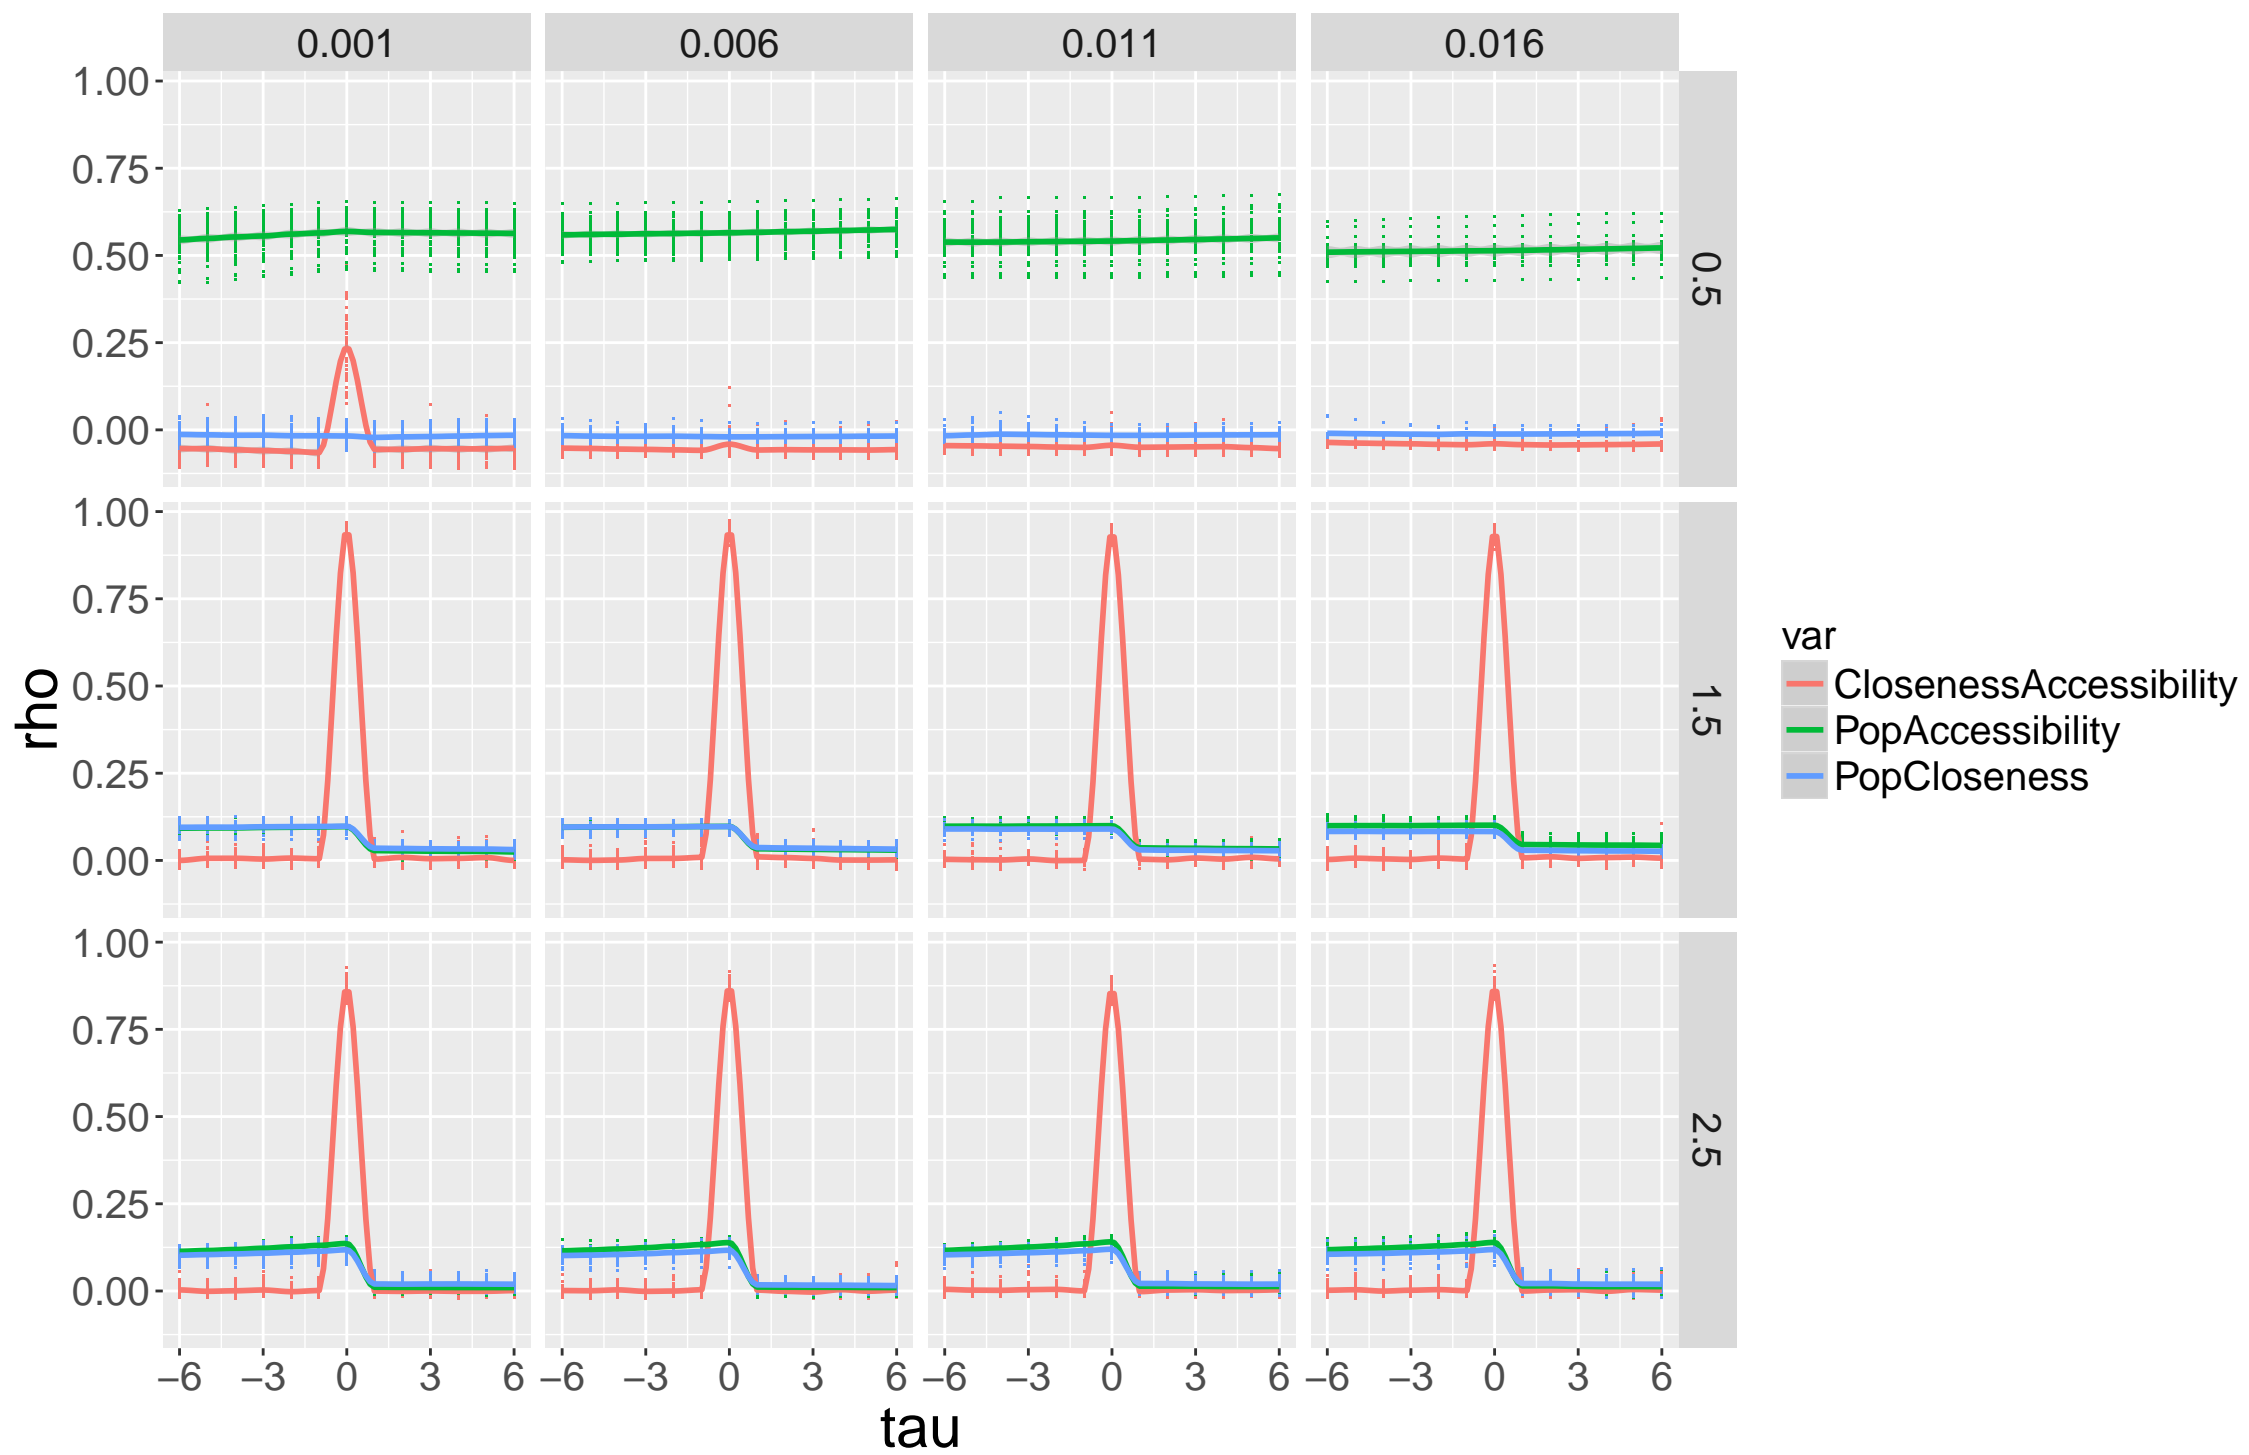 0.001 0.006 0.011 0.016
1.00
0.75
0.50
0.25
0.00
0.5
1.00
0.75
0.50
0.25
0.00
1.5
1.00
0.75
0.50
0.25
0.00
2.5
−6 −3 0 3 6 −6 −3 0 3 6 −6 −3 0 3 6 −6 −3 0 3 6
tau
rho
var
ClosenessAccessibility
PopAccessibility
PopCloseness